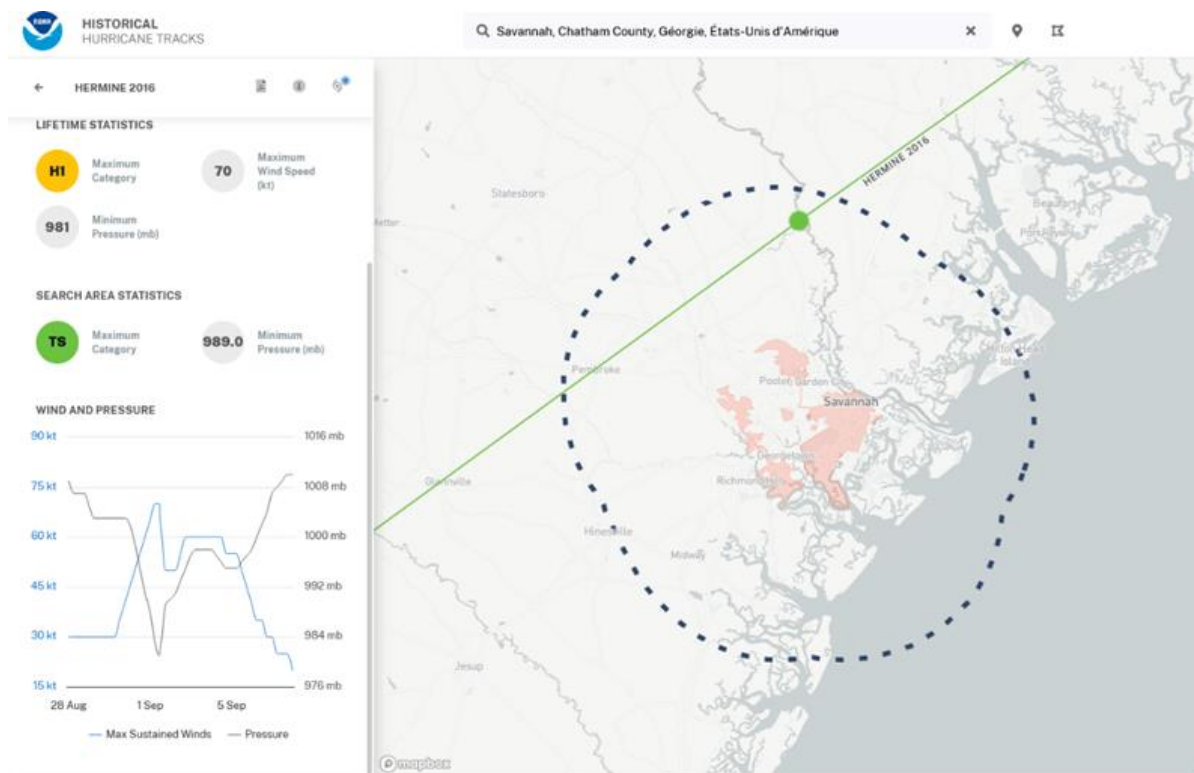 HISTORICAL
HURRICANE TRACKS
Savannah, Chatham County, Géorgie, États-Unis d'Amérique
HERMINE 2016
LIFETIME STATISTICS
H1
Maximum
Category
70
Maximum
Wind Speed
(kt)
981
Minimum
Pressure (mb)
SEARCH AREA STATISTICS
TS
Maximum
Category
989.0
Minimum
Pressure (mb)
WIND AND PRESSURE
90 kt
1016 mb
75 kt
1008 mb
60 kt
1000 mb
45 kt
992 mb
30 kt
984 mb
15 kt
976 mb
28 Aug
1 Sep
5 Sep
Max Sustained Winds
Pressure
HERMINE 2016
Statesboro
Metter
Beaufort
Port Royal
Pembroke
Pooler
Garden City
Savannah
Georgetown
Richmond Hill
Glennville
Hinesville
Midway
Jesup
Island
mapbox